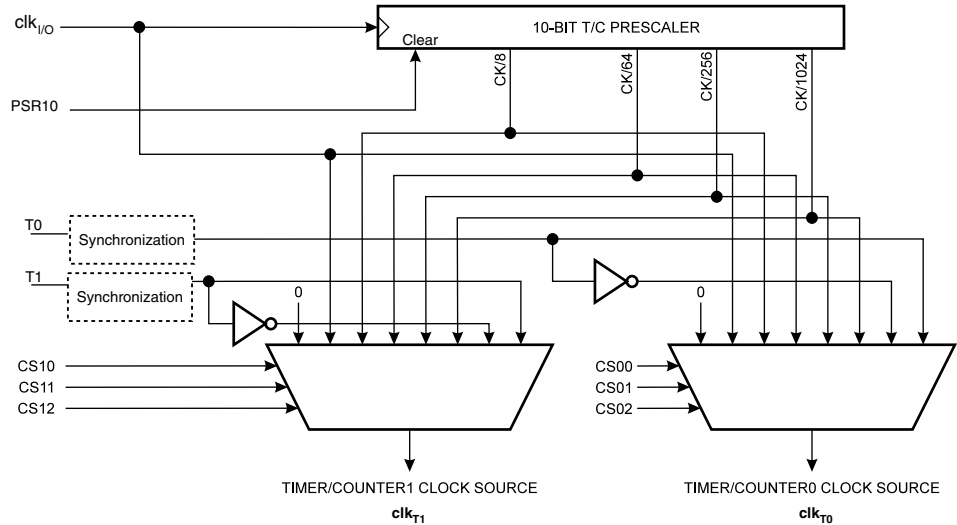 clkI/O
10-BIT T/C PRESCALER
Clear
CK/8
CK/64
CK/256
CK/1024
PSR10
T0
Synchronization
T1
Synchronization
0
0
CS10
CS11
CS12
CS00
CS01
CS02
TIMER/COUNTER1 CLOCK SOURCE
clkT1
TIMER/COUNTER0 CLOCK SOURCE
clkT0